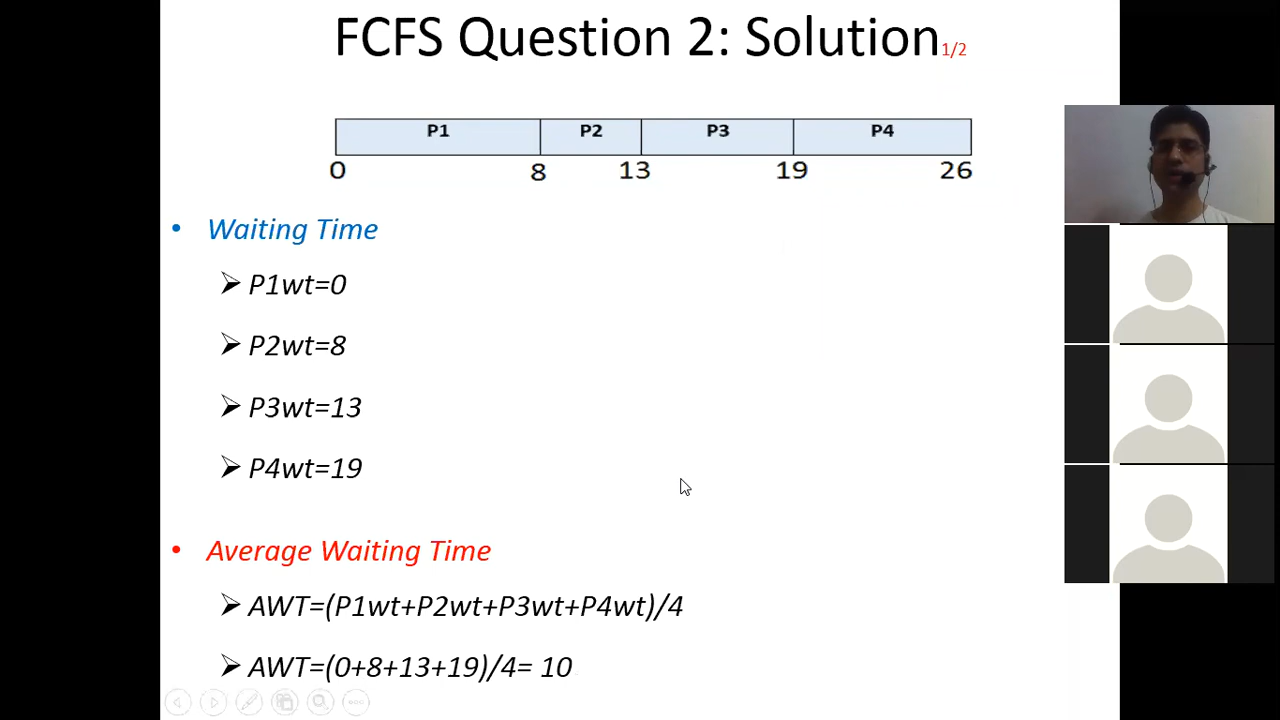 FCFS Question 2: Solution 1/2
P1 P2 P3 P4
0 8 13 19 26
• Waiting Time
➢ P1wt=0
➢ P2wt=8
➢ P3wt=13
➢ P4wt=19
• Average Waiting Time
➢ AWT=(P1wt+P2wt+P3wt+P4wt)/4
➢ AWT=(0+8+13+19)/4= 10